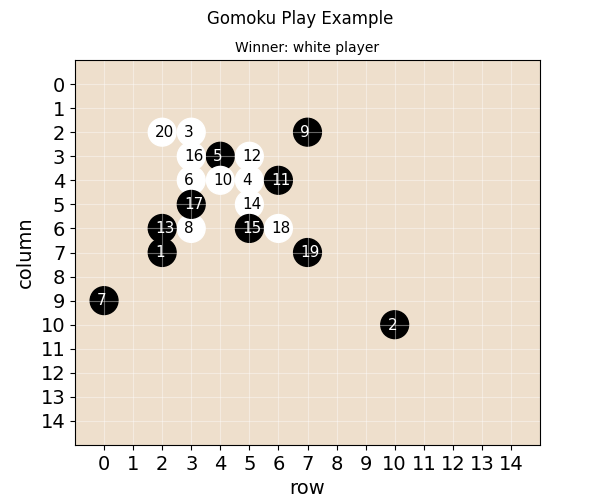 Gomoku Play Example
Winner: white player
0
1
2 20 3 9
3 16 5 12
4 6 10 4 11
5 17 14
6 13 8 15 18
7 1 19
8
9 7
10 2
11
12
13
14
column
0 1 2 3 4 5 6 7 8 9 10 11 12 13 14
row